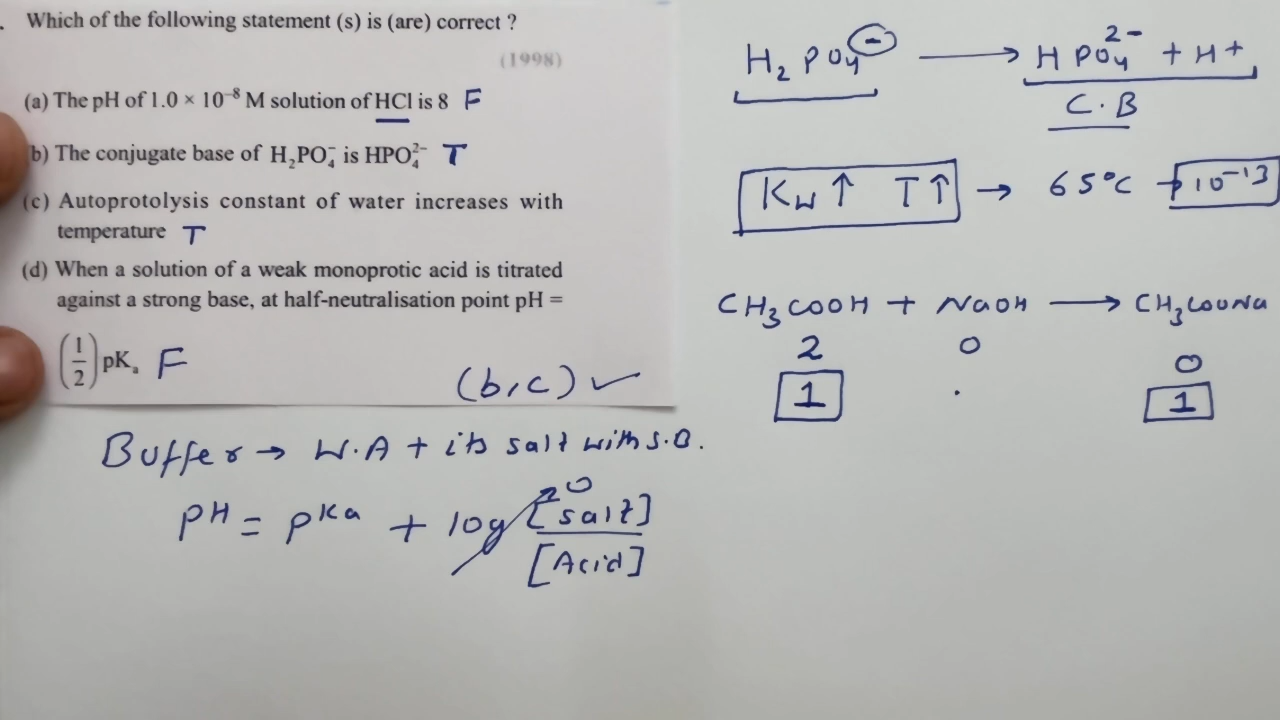 . Which of the following statement (s) is (are) correct ?
(1998)
(a) The pH of 1.0 × 10⁻⁸ M solution of HCl is 8 F
b) The conjugate base of H₂PO₄⁻ is HPO₄²⁻ T
(c) Autoprotolysis constant of water increases with
temperature T
(d) When a solution of a weak monoprotic acid is titrated
against a strong base, at half-neutralisation point pH =
(1/2) pKₐ F
(b,c) ✓
Buffer → W.A + its salt with S.B.
pH = pKa + log [salt]/[Acid] 0
H₂PO₄⁻ ⟶ HPO₄²⁻ + H+
C.B
Kw ↑ T ↑ → 65°C → 10⁻¹³
CH₃COOH + NaOH ⟶ CH₃COONa
2 0 0
1 . 1